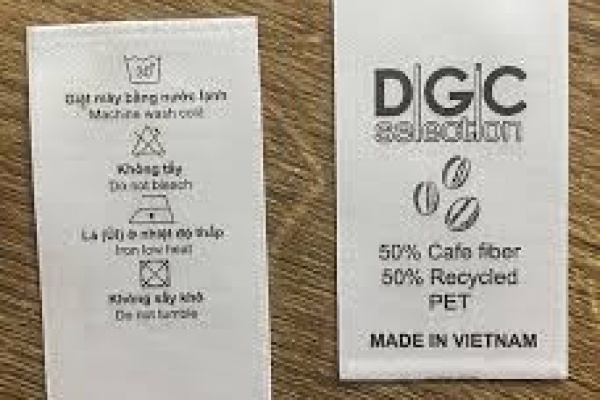 30°
Giặt máy bằng nước lạnh
Machine wash cold
Không tẩy
Do not bleach
Là (Ủi) ở nhiệt độ thấp
Iron low heat
Không sấy khô
Do not tumble
DGC
selection
50% Cafe fiber
50% Recycled
PET
MADE IN VIETNAM